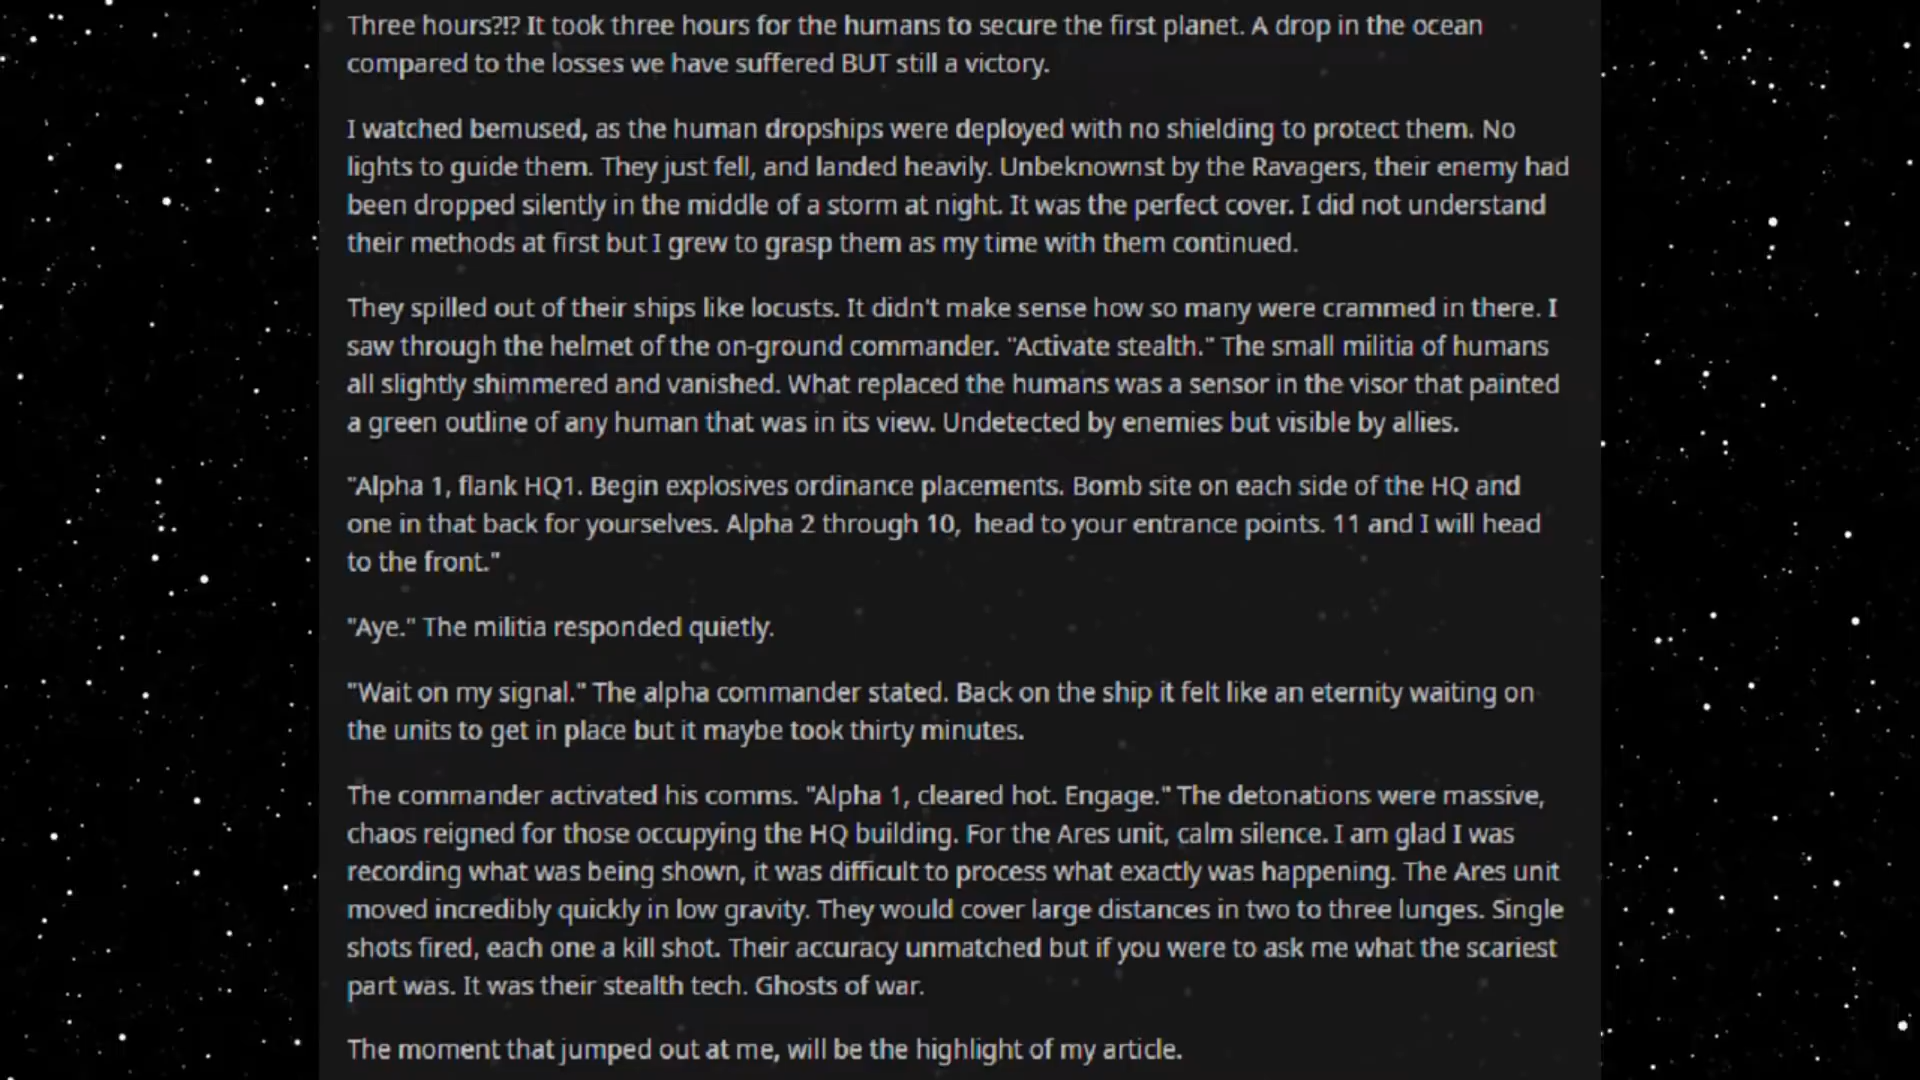 Three hours?!? It took three hours for the humans to secure the first planet. A drop in the ocean
compared to the losses we have suffered BUT still a victory.
I watched bemused, as the human dropships were deployed with no shielding to protect them. No
lights to guide them. They just fell, and landed heavily. Unbeknownst by the Ravagers, their enemy had
been dropped silently in the middle of a storm at night. It was the perfect cover. I did not understand
their methods at first but I grew to grasp them as my time with them continued.
They spilled out of their ships like locusts. It didn't make sense how so many were crammed in there. I
saw through the helmet of the on-ground commander. "Activate stealth." The small militia of humans
all slightly shimmered and vanished. What replaced the humans was a sensor in the visor that painted
a green outline of any human that was in its view. Undetected by enemies but visible by allies.
"Alpha 1, flank HQ1. Begin explosives ordinance placements. Bomb site on each side of the HQ and
one in that back for yourselves. Alpha 2 through 10,  head to your entrance points. 11 and I will head
to the front."
"Aye." The militia responded quietly.
"Wait on my signal." The alpha commander stated. Back on the ship it felt like an eternity waiting on
the units to get in place but it maybe took thirty minutes.
The commander activated his comms. "Alpha 1, cleared hot. Engage." The detonations were massive,
chaos reigned for those occupying the HQ building. For the Ares unit, calm silence. I am glad I was
recording what was being shown, it was difficult to process what exactly was happening. The Ares unit
moved incredibly quickly in low gravity. They would cover large distances in two to three lunges. Single
shots fired, each one a kill shot. Their accuracy unmatched but if you were to ask me what the scariest
part was. It was their stealth tech. Ghosts of war.
The moment that jumped out at me, will be the highlight of my article.